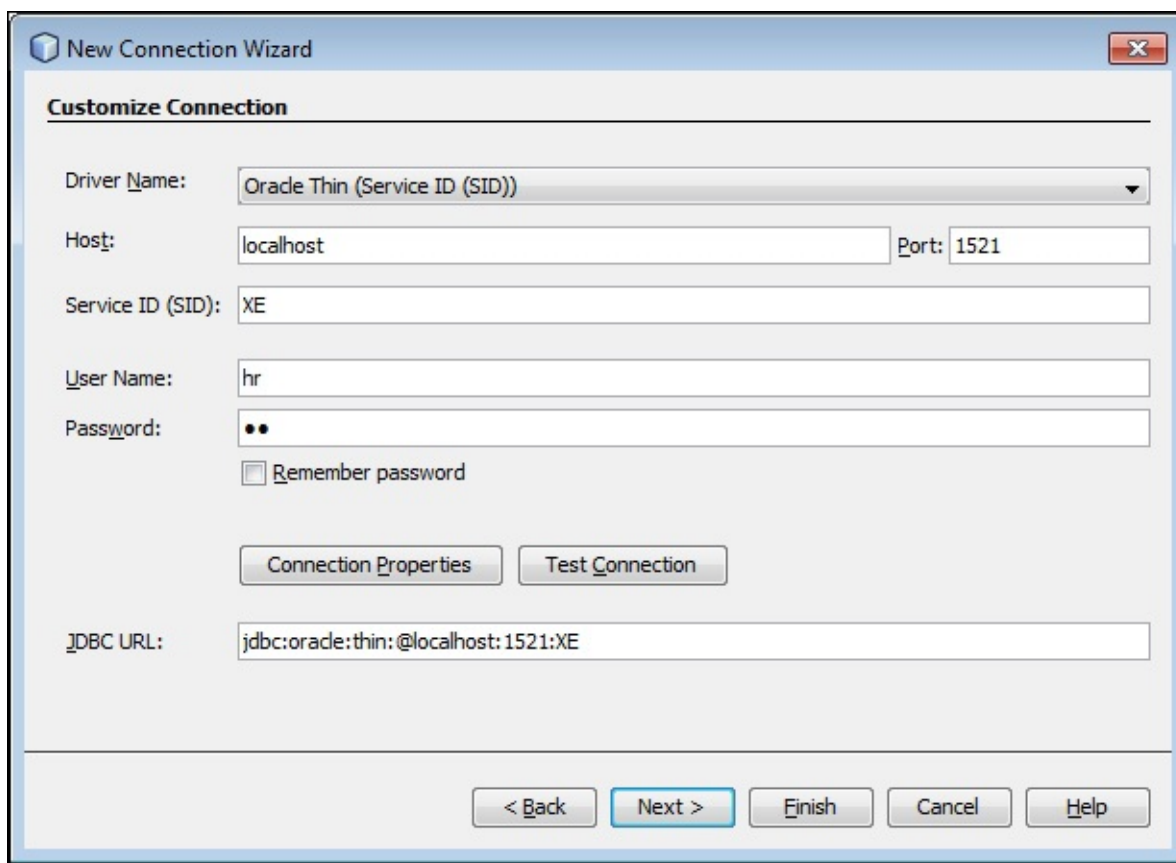 New Connection Wizard
Customize Connection
Driver Name: Oracle Thin (Service ID (SID))
Host: localhost Port: 1521
Service ID (SID): XE
User Name: hr
Password: ●●
Remember password
Connection Properties Test Connection
JDBC URL: jdbc:oracle:thin:@localhost:1521:XE
< Back Next > Finish Cancel Help